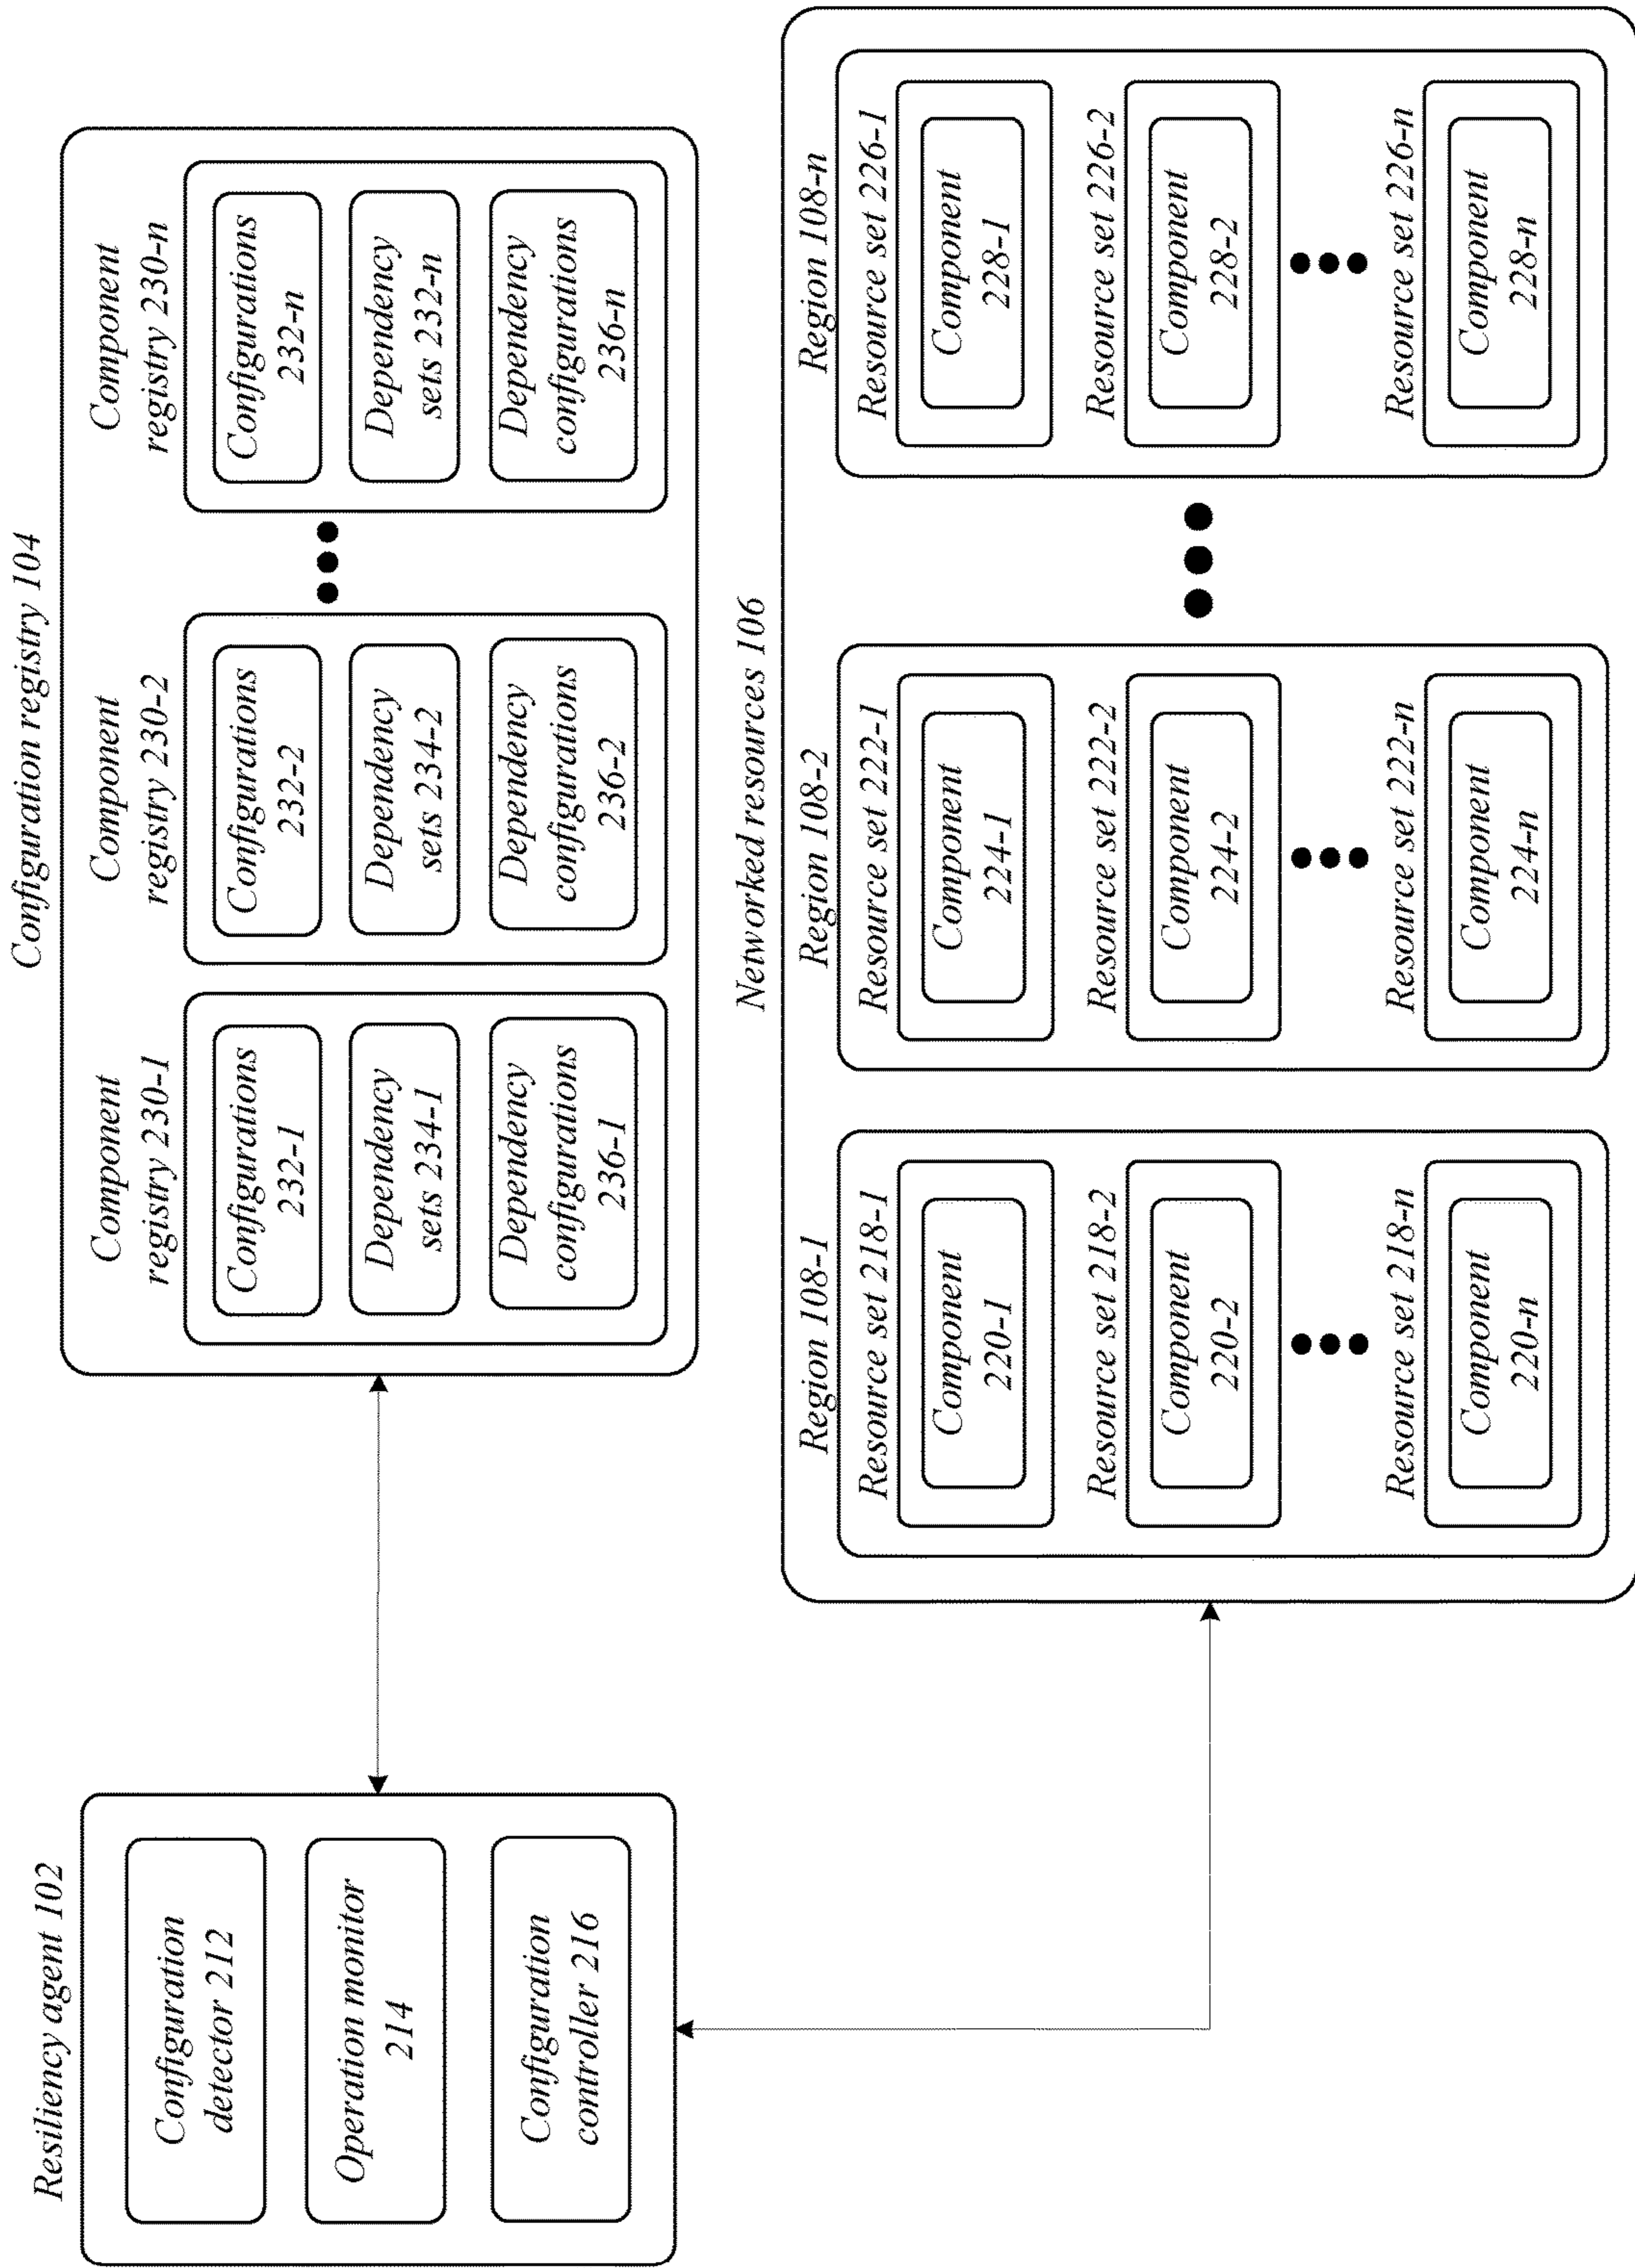 Resiliency agent 102
Configuration
detector 212
Operation monitor
214
Configuration
controller 216
Configuration registry 104
Component
registry 230-1
Configurations
232-1
Dependency
sets 234-1
Dependency
configurations
236-1
Component
registry 230-2
Configurations
232-2
Dependency
sets 234-2
Dependency
configurations
236-2
Component
registry 230-n
Configurations
232-n
Dependency
sets 232-n
Dependency
configurations
236-n
Networked resources 106
Region 108-1
Resource set 218-1
Component
220-1
Resource set 218-2
Component
220-2
Resource set 218-n
Component
220-n
Region 108-2
Resource set 222-1
Component
224-1
Resource set 222-2
Component
224-2
Resource set 222-n
Component
224-n
Region 108-n
Resource set 226-1
Component
228-1
Resource set 226-2
Component
228-2
Resource set 226-n
Component
228-n